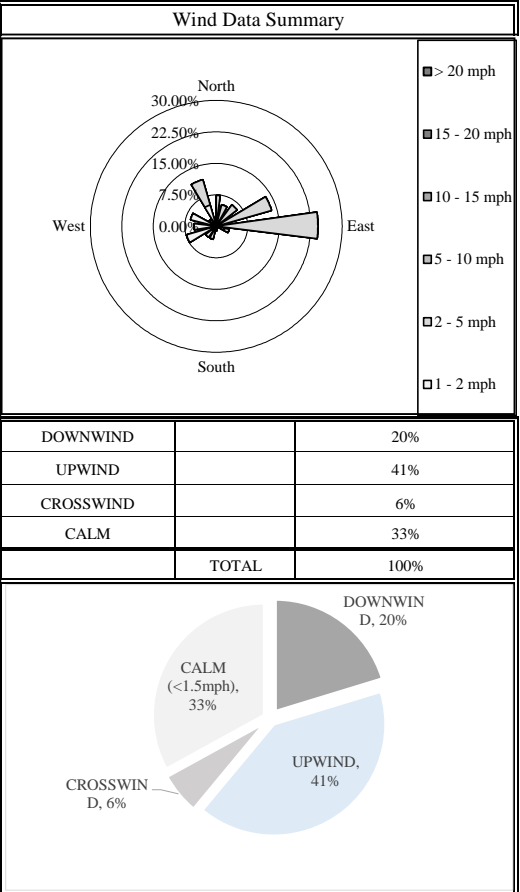 Wind Data Summary
North
30.00%
22.50%
15.00%
7.50%
0.00%
West
East
South
> 20 mph
15 - 20 mph
10 - 15 mph
5 - 10 mph
2 - 5 mph
1 - 2 mph
DOWNWIND 20%
UPWIND 41%
CROSSWIND 6%
CALM 33%
TOTAL 100%
DOWNWIN
D, 20%
CALM
(<1.5mph),
33%
UPWIND,
41%
CROSSWIN
D, 6%